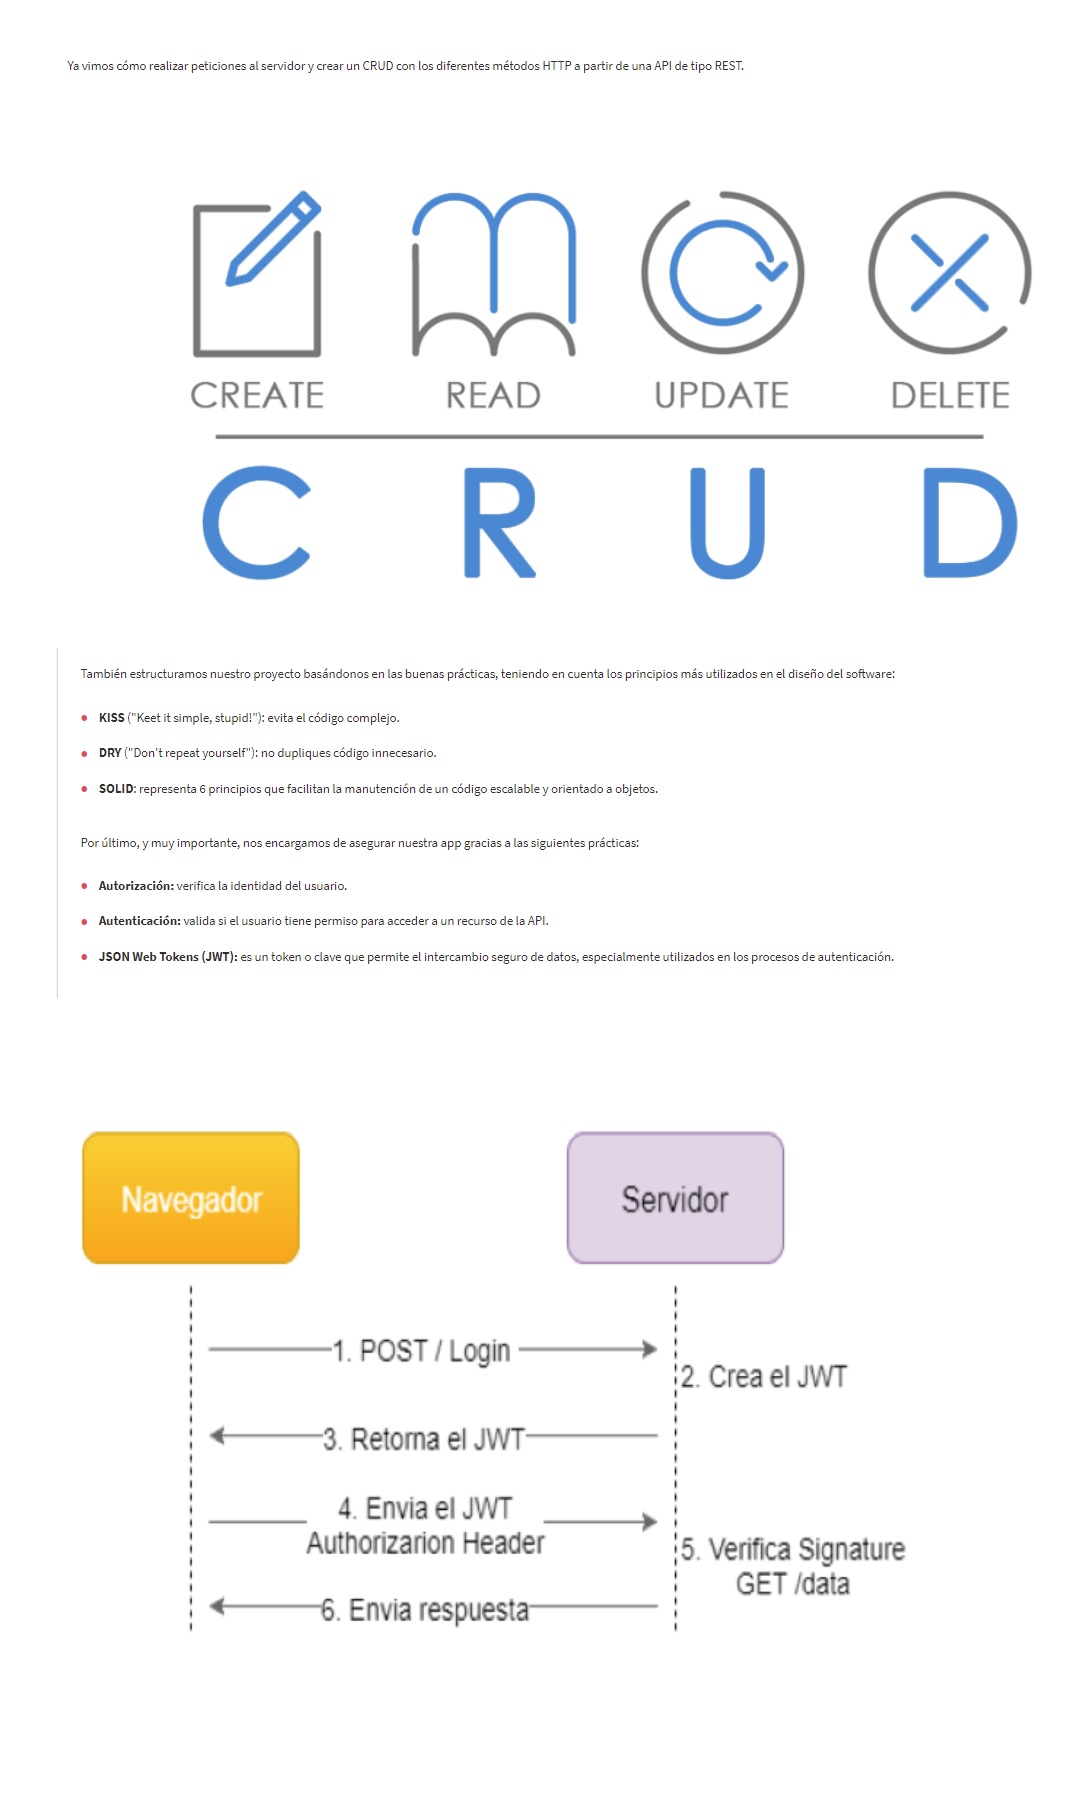 Ya vimos cómo realizar peticiones al servidor y crear un CRUD con los diferentes métodos HTTP a partir de una API de tipo REST.
CREATE READ UPDATE DELETE
C R U D
También estructuramos nuestro proyecto basándonos en las buenas prácticas, teniendo en cuenta los principios más utilizados en el diseño del software:
KISS ("Keet it simple, stupid!"): evita el código complejo.
DRY ("Don't repeat yourself"): no dupliques código innecesario.
SOLID: representa 6 principios que facilitan la manutención de un código escalable y orientado a objetos.
Por último, y muy importante, nos encargamos de asegurar nuestra app gracias a las siguientes prácticas:
Autorización: verifica la identidad del usuario.
Autenticación: valida si el usuario tiene permiso para acceder a un recurso de la API.
JSON Web Tokens (JWT): es un token o clave que permite el intercambio seguro de datos, especialmente utilizados en los procesos de autenticación.
Navegador Servidor
1. POST / Login
2. Crea el JWT
3. Retorna el JWT
4. Envia el JWT
Authorizarion Header
5. Verifica Signature
GET /data
6. Envia respuesta